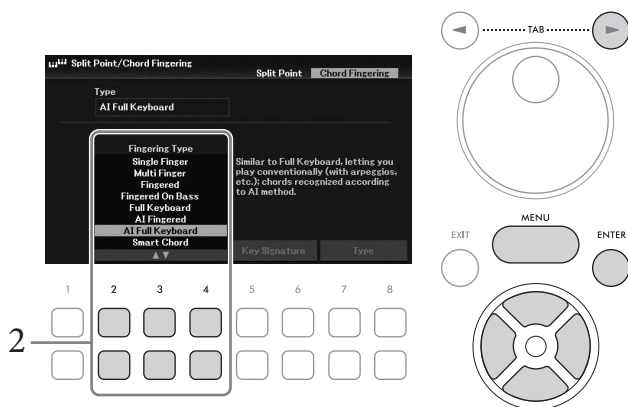 TAB
Split Point/Chord Fingering
Split Point Chord Fingering
Type
AI Full Keyboard
Fingering Type
Single Finger
Multi Finger
Fingered
Fingered On Bass
Full Keyboard
AI Fingered
AI Full Keyboard
Smart Chord
▲▼
Similar to Full Keyboard, letting you
play conventionally (with arpeggios,
etc.); chords recognized according
to AI method.
Key Signature Type
MENU
EXIT
ENTER
1 2 3 4 5 6 7 8
2